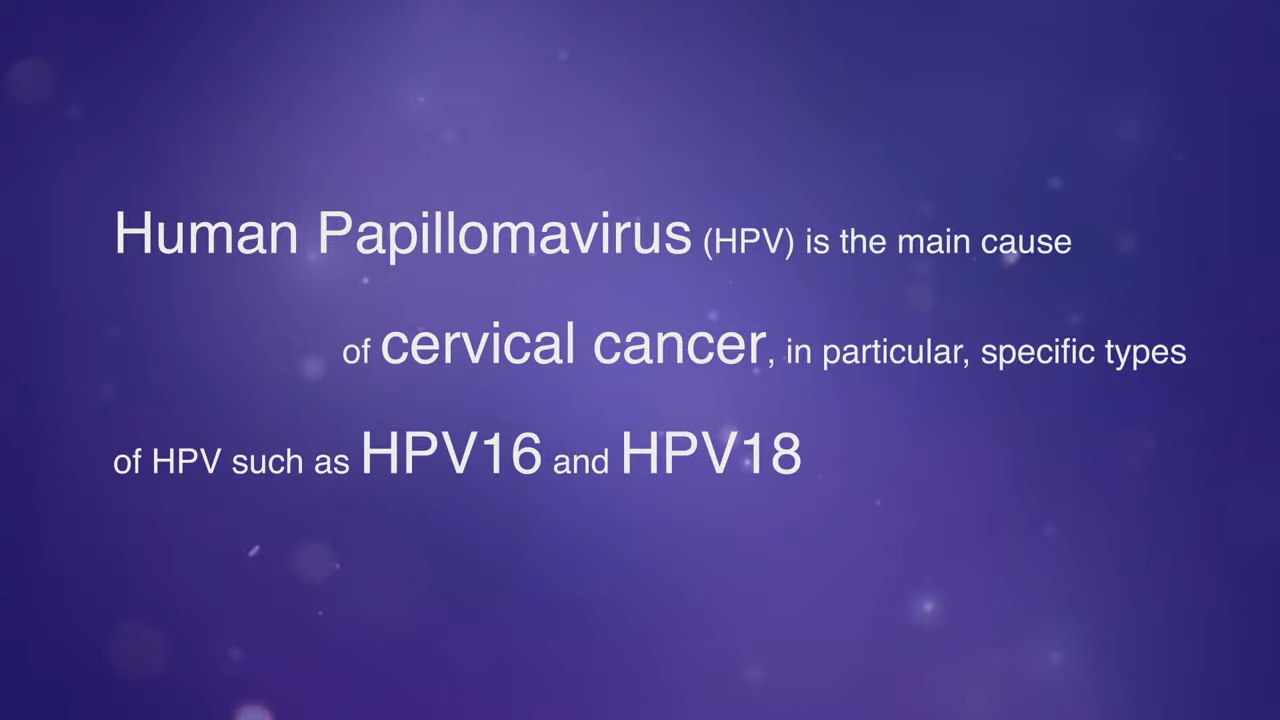 Human Papillomavirus (HPV) is the main cause
of cervical cancer, in particular, specific types
of HPV such as HPV16 and HPV18